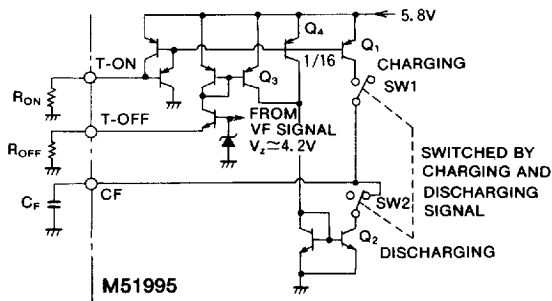 5.8V
Q4
T-ON
Q1
1/16
CHARGING
SW1
RON
Q3
T-OFF
FROM
VF SIGNAL
VZ≃4.2V
ROFF
SWITCHED BY
CHARGING AND
DISCHARGING
SIGNAL
CF
CF
SW2
Q2
DISCHARGING
M51995